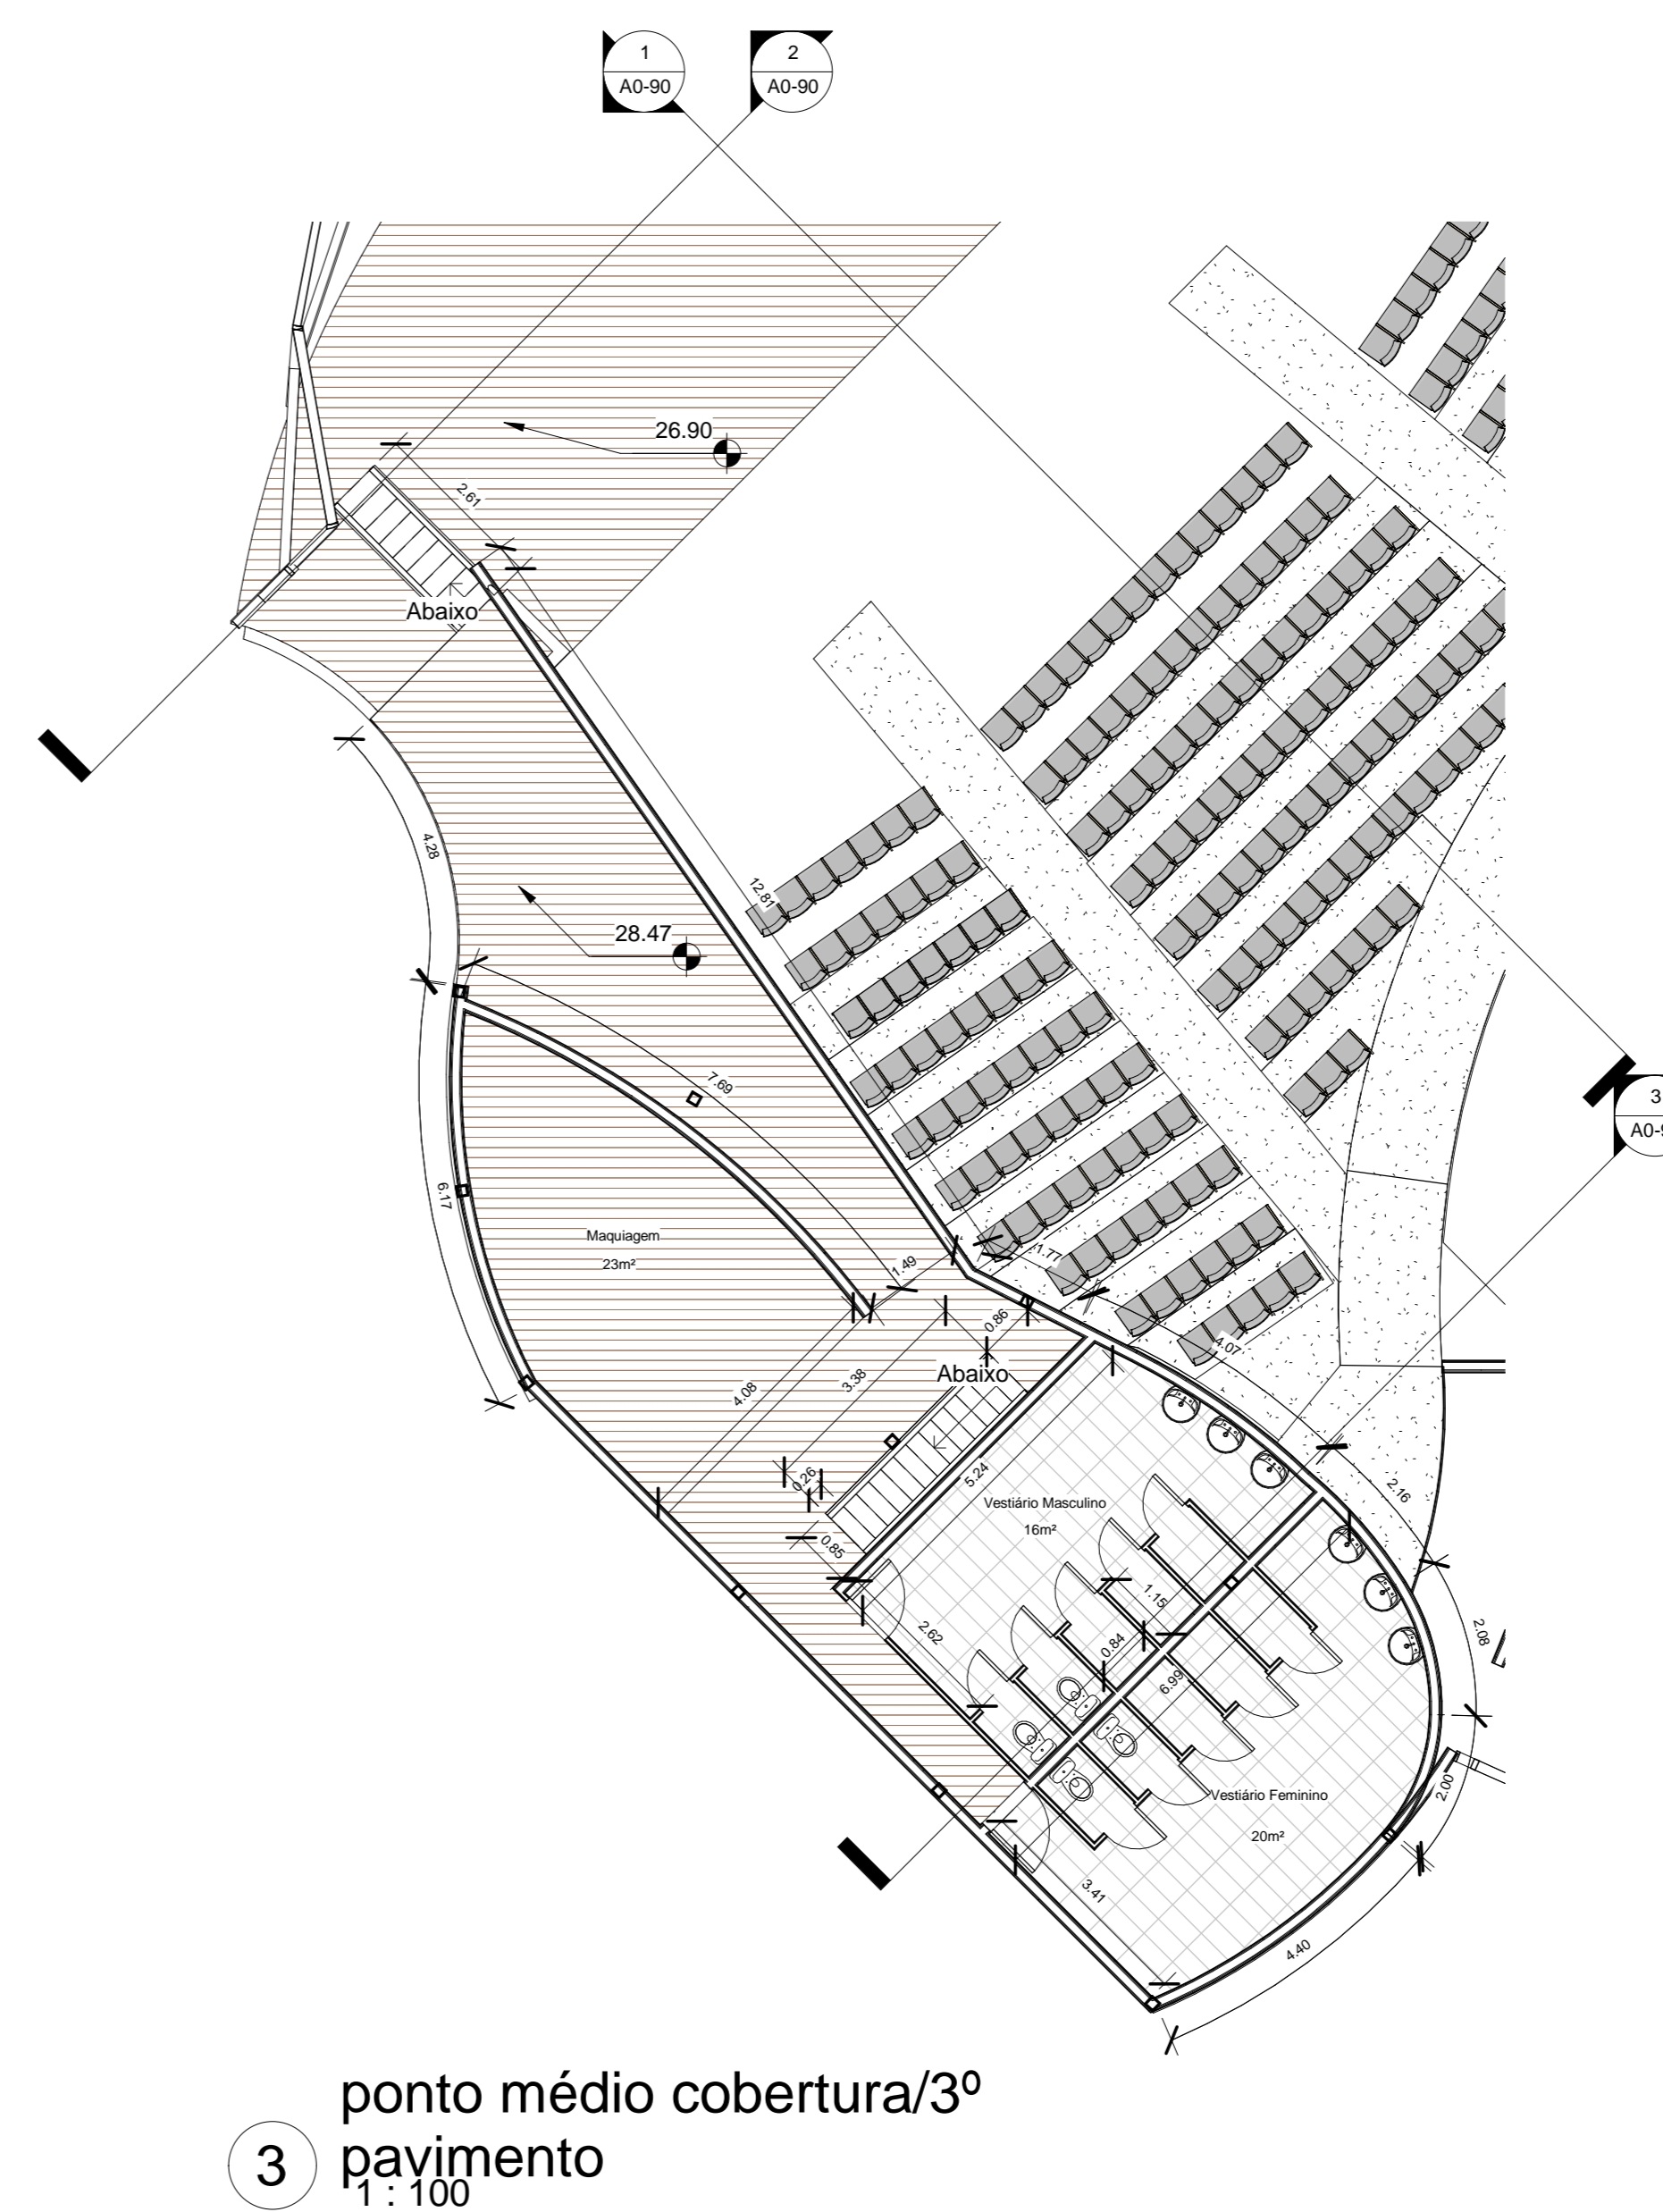 1
A0-90
2
A0-90
26.90
2.61
Abaixo
4.28
12.81
28.47
7.69
3
6.17
Maquiagem
23m²
1.77
1.49
0.86
4.07
Abaixo
3.38
4.08
5.24
0.26
2.16
Vestiário Masculino
16m²
0.85
1.15
2.62
0.84
2.08
6.99
2.00
Vestiário Feminino
20m²
3.41
4.40
ponto médio cobertura/3º
3
pavimento
1 : 100